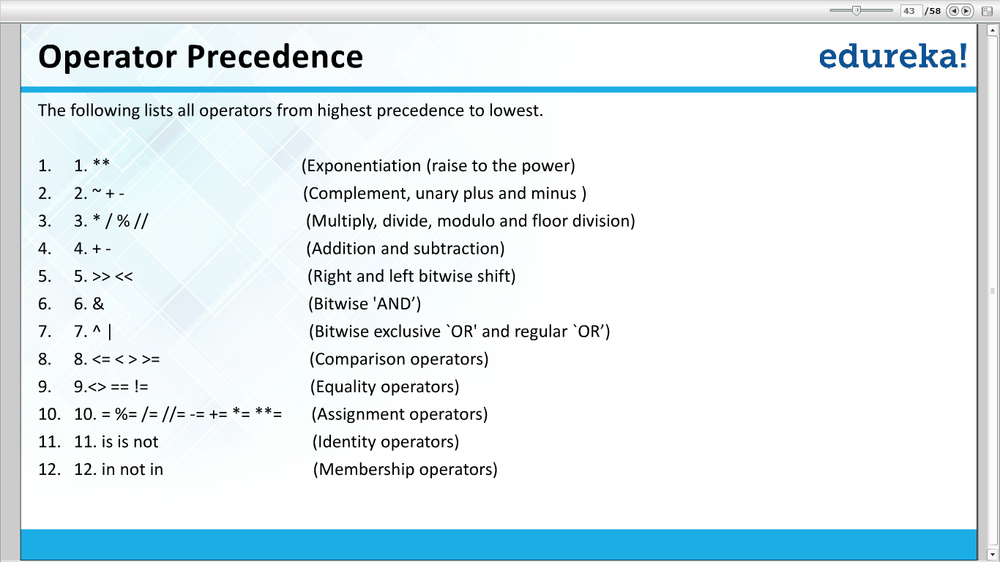 43 /58
Operator Precedence
edureka!
The following lists all operators from highest precedence to lowest.
1. 1. ** (Exponentiation (raise to the power)
2. 2. ~ + - (Complement, unary plus and minus )
3. 3. * / % // (Multiply, divide, modulo and floor division)
4. 4. + - (Addition and subtraction)
5. 5. >> << (Right and left bitwise shift)
6. 6. & (Bitwise 'AND’)
7. 7. ^ | (Bitwise exclusive `OR' and regular `OR’)
8. 8. <= < > >= (Comparison operators)
9. 9.<> == != (Equality operators)
10. 10. = %= /= //= -= += *= **= (Assignment operators)
11. 11. is is not (Identity operators)
12. 12. in not in (Membership operators)